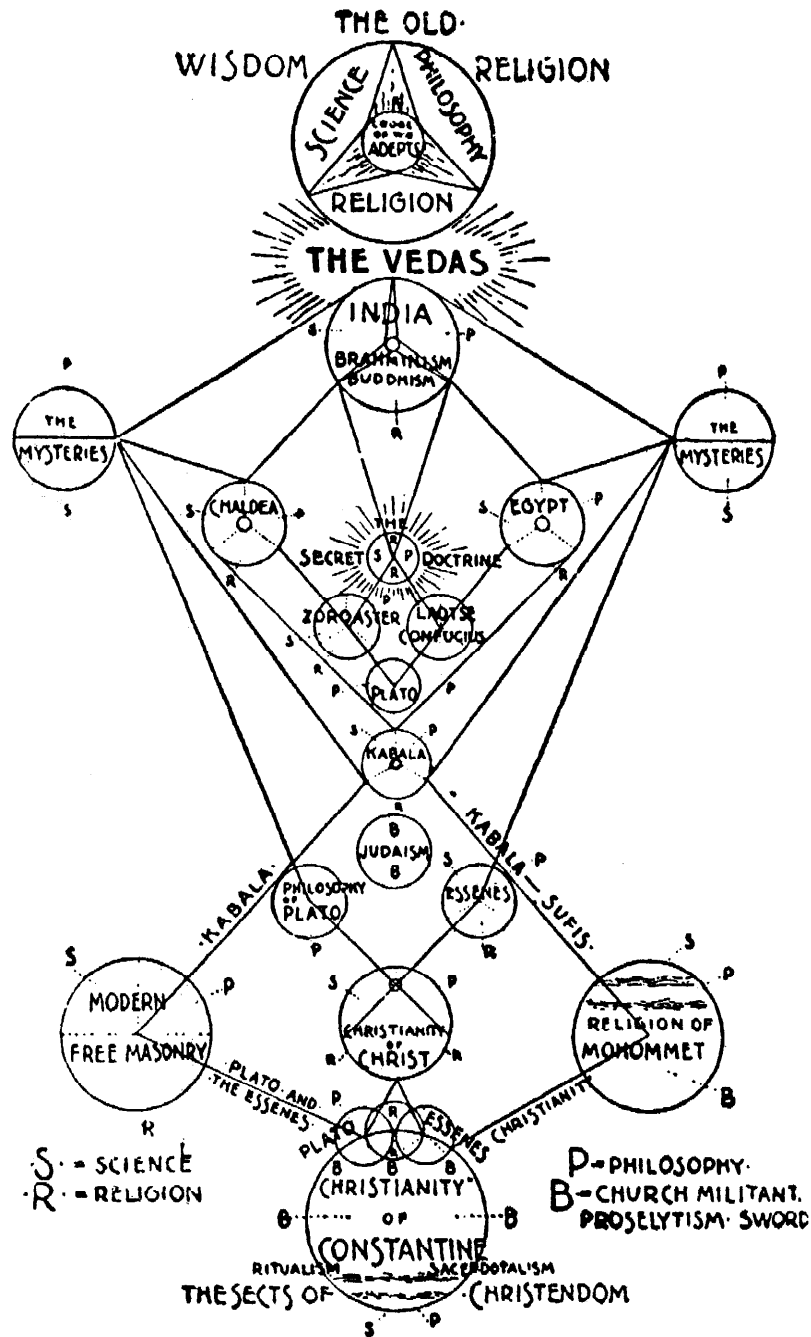 THE OLD
WISDOM RELIGION
SCIENCE
PHILOSOPHY
LODGE
OF THE
ADEPTS
RELIGION
THE VEDAS
INDIA
S P
BRAHMINISM
BUDDHISM
R
P
THE
MYSTERIES
S
P
THE
MYSTERIES
S
CHALDEA
S P
R
EGYPT
S P
R
THE
SECRET DOCTRINE
R
S P
R
P
ZOROASTER
S
R
LAOTSE
CONFUCIUS
P PLATO P
S P
KABALA
R
B
JUDAISM
B
KABALA
KABALA — SUFIS
PHILOSOPHY
OF
PLATO
P
S P
ESSENES
R
S
MODERN P
FREE MASONRY
R
S P
CHRISTIANITY
OF
R CHRIST R
S
P
RELIGION OF
MOHOMMET
B
PLATO AND
THE ESSENES
CHRISTIANITY
P
PLATO R ESSENES
B B B
S = SCIENCE
R = RELIGION
P = PHILOSOPHY
B = CHURCH MILITANT.
PROSELYTISM SWORD
CHRISTIANITY
B OF B
CONSTANTINE
RITUALISM SACERDOTALISM
THE SECTS OF CHRISTENDOM
S P